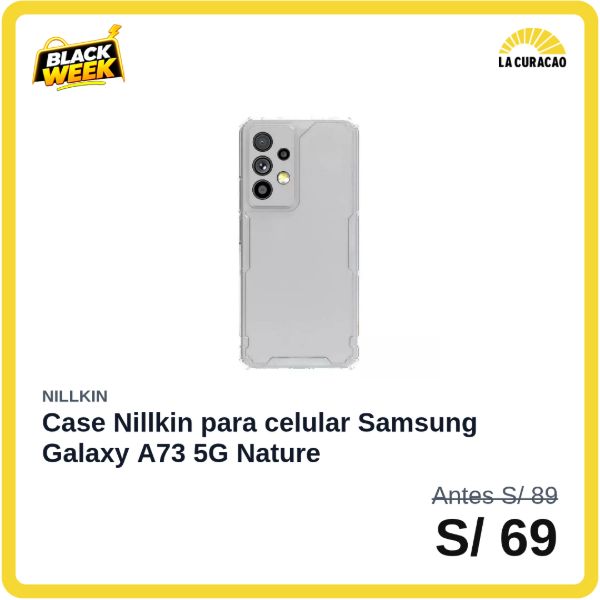 BLACK
WEEK
LA CURACAO
NILLKIN
Case Nillkin para celular Samsung
Galaxy A73 5G Nature
Antes S/ 89
S/ 69